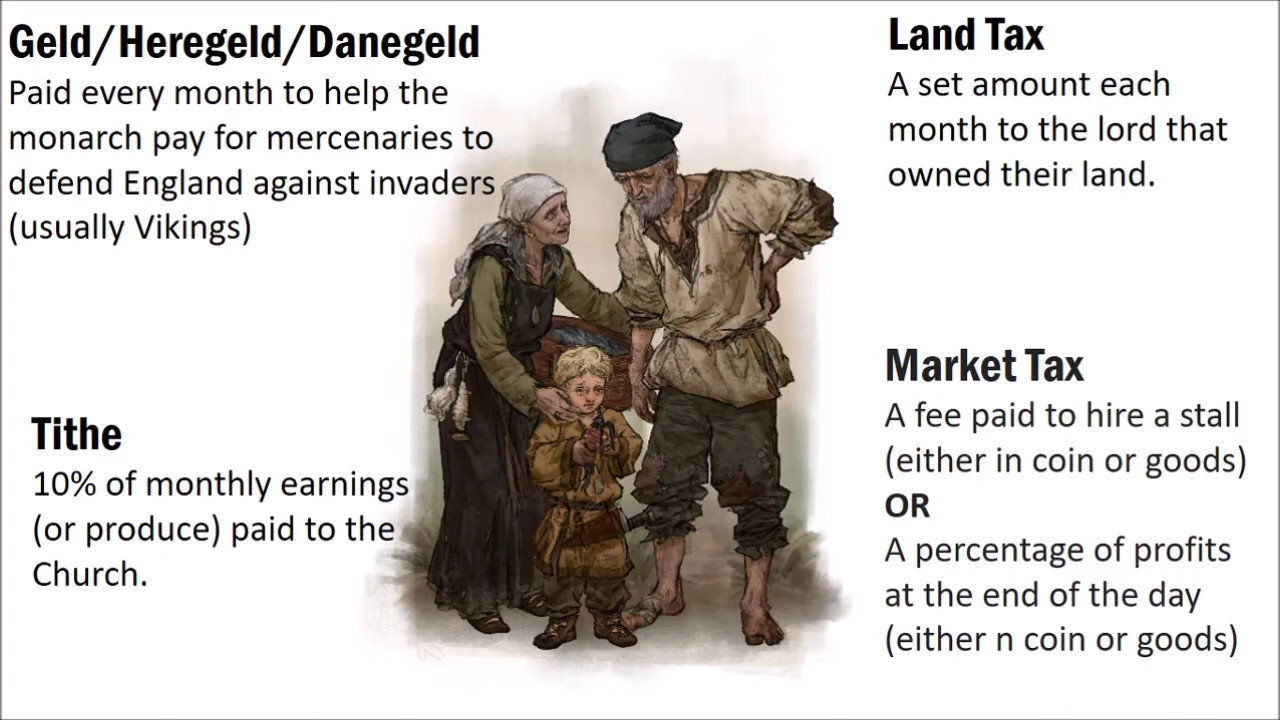 Geld/Heregeld/Danegeld
Paid every month to help the
monarch pay for mercenaries to
defend England against invaders
(usually Vikings)
Tithe
10% of monthly earnings
(or produce) paid to the
Church.
Land Tax
A set amount each
month to the lord that
owned their land.
Market Tax
A fee paid to hire a stall
(either in coin or goods)
OR
A percentage of profits
at the end of the day
(either n coin or goods)